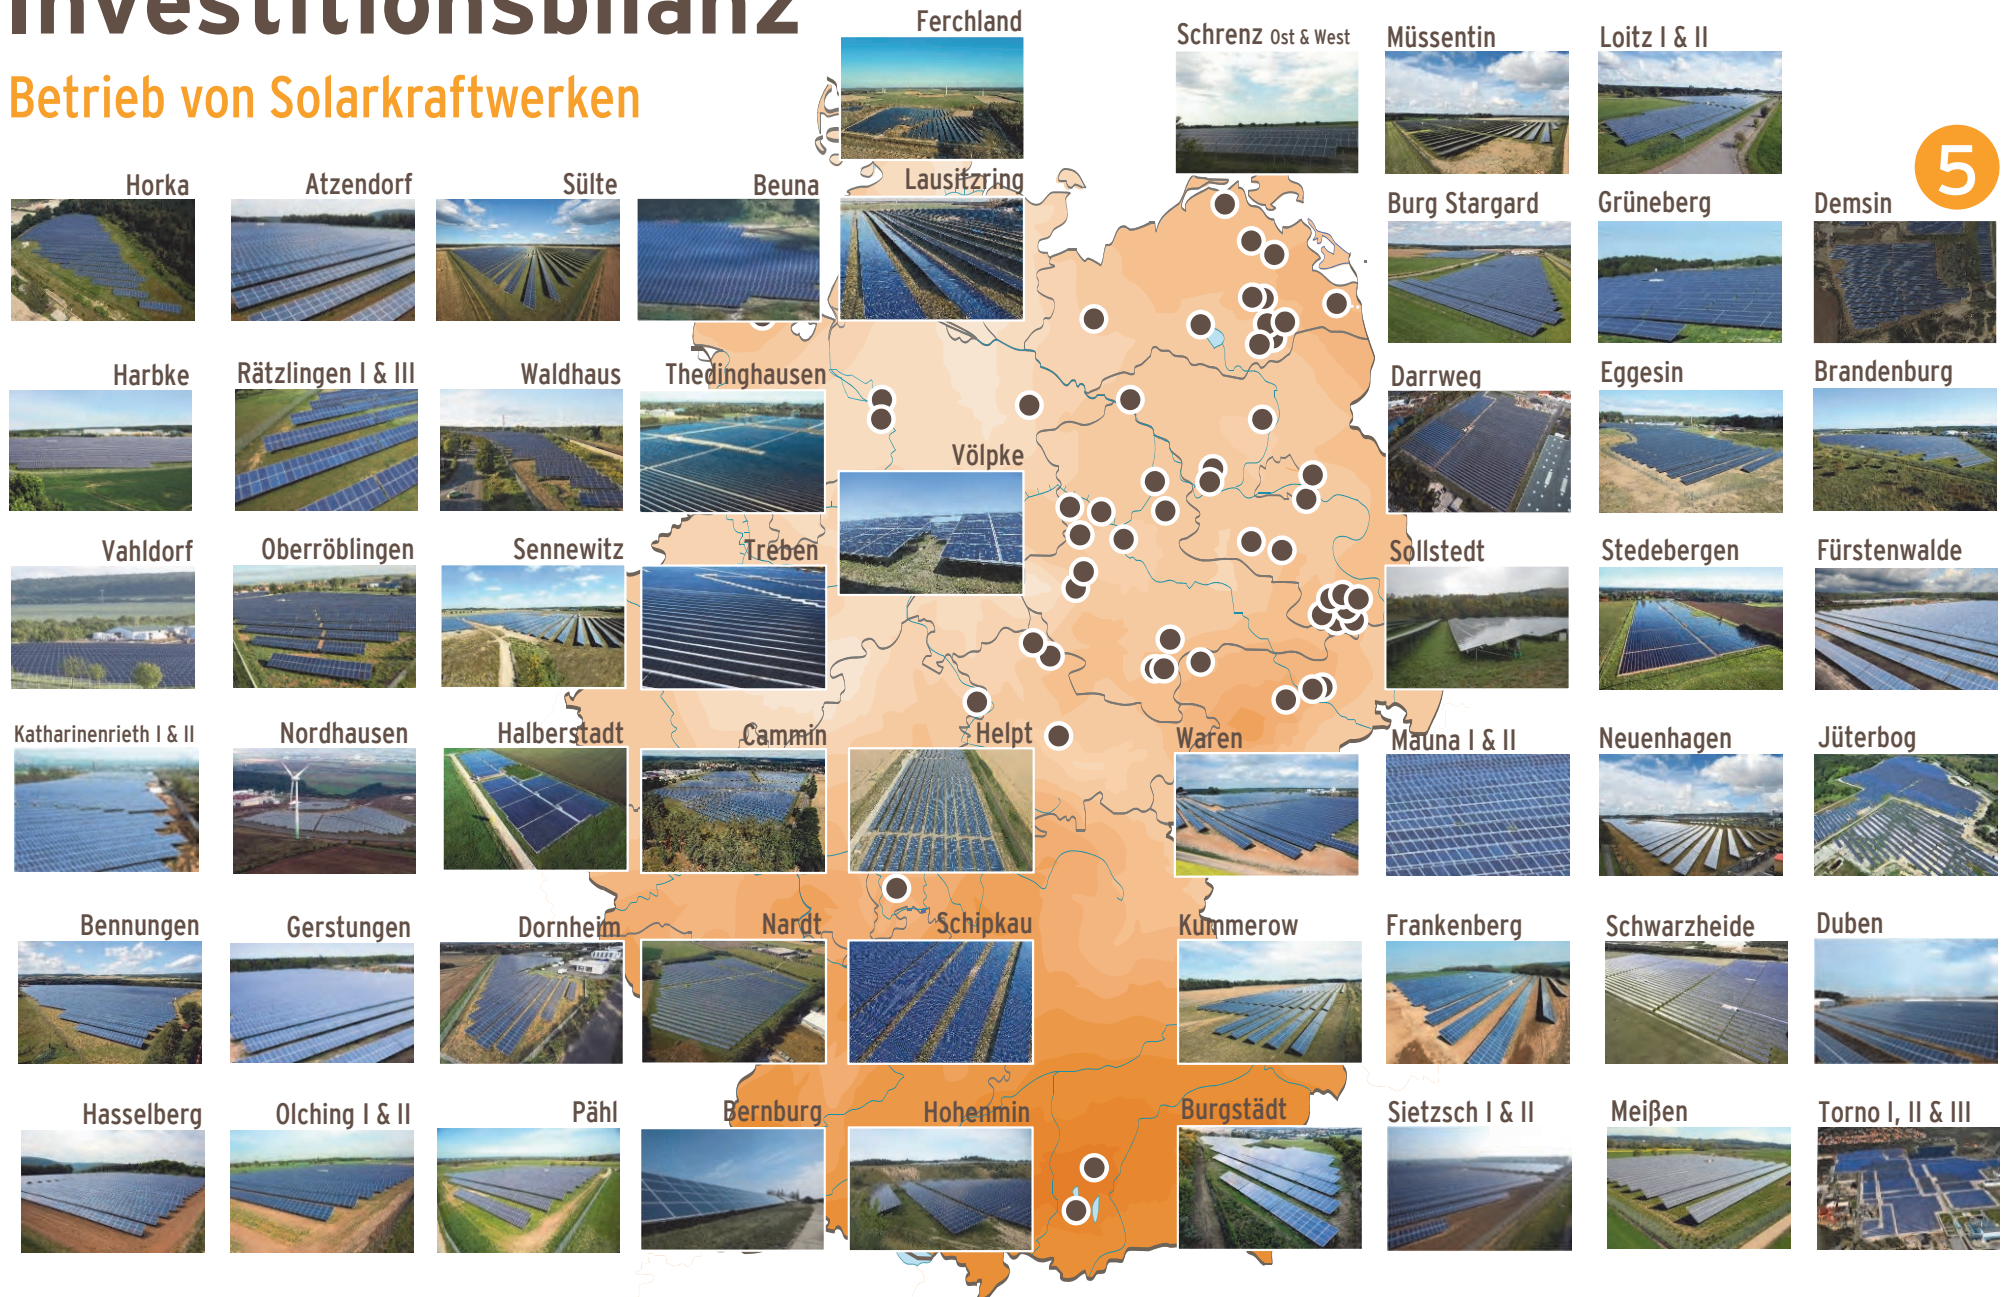 Investitionsbilanz
Betrieb von Solarkraftwerken
5
Ferchland
Schrenz Ost & West
Müssentin
Loitz I & II
Horka
Atzendorf
Sülte
Beuna
Lausitzring
Burg Stargard
Grüneberg
Demsin
Harbke
Rätzlingen I & III
Waldhaus
Thedinghausen
Völpke
Darrweg
Eggesin
Brandenburg
Vahldorf
Oberröblingen
Sennewitz
Treben
Sollstedt
Stedebergen
Fürstenwalde
Katharinenrieth I & II
Nordhausen
Halberstadt
Cammin
Helpt
Waren
Mauna I & II
Neuenhagen
Jüterbog
Bennungen
Gerstungen
Dornheim
Nardt
Schipkau
Kummerow
Frankenberg
Schwarzheide
Duben
Hasselberg
Olching I & II
Pähl
Bernburg
Hohenmin
Burgstädt
Sietzsch I & II
Meißen
Torno I, II & III